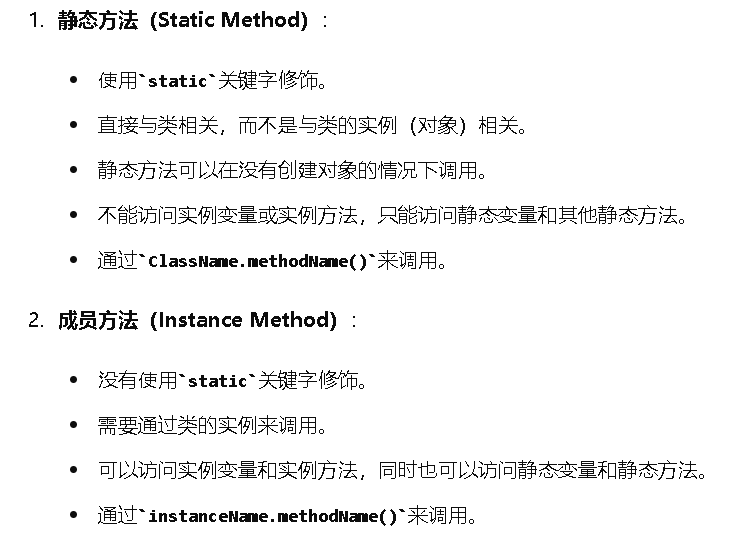 1. 静态方法（Static Method）：
• 使用`static`关键字修饰。
• 直接与类相关，而不是与类的实例（对象）相关。
• 静态方法可以在没有创建对象的情况下调用。
• 不能访问实例变量或实例方法，只能访问静态变量和其他静态方法。
• 通过`ClassName.methodName()`来调用。
2. 成员方法（Instance Method）：
• 没有使用`static`关键字修饰。
• 需要通过类的实例来调用。
• 可以访问实例变量和实例方法，同时也可以访问静态变量和静态方法。
• 通过`instanceName.methodName()`来调用。